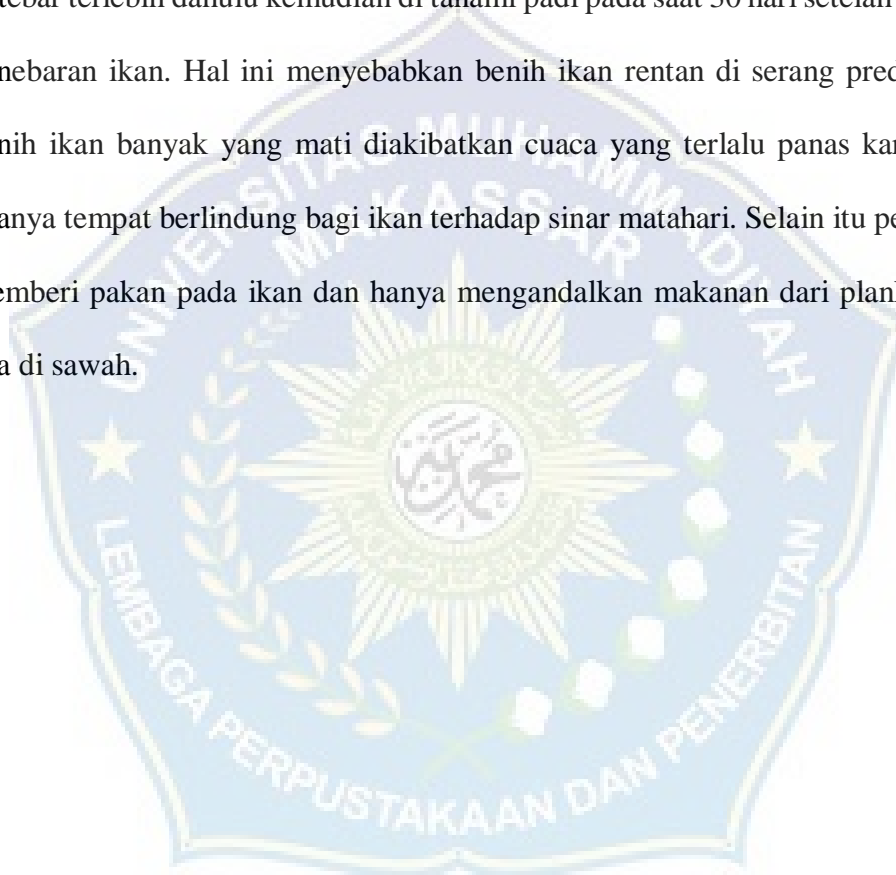 tebar terlebih dahulu kemudian di tanami padi pada saat 30 hari setelah
nebaran ikan. Hal ini menyebabkan benih ikan rentan di serang pred
nih ikan banyak yang mati diakibatkan cuaca yang terlalu panas kar
anya tempat berlindung bagi ikan terhadap sinar matahari. Selain itu pe
emberi pakan pada ikan dan hanya mengandalkan makanan dari plan
a di sawah.
UNIVERSITAS MUHAMMADIYAH
MAKASSAR
LEMBAGA PERPUSTAKAAN DAN PENERBITAN